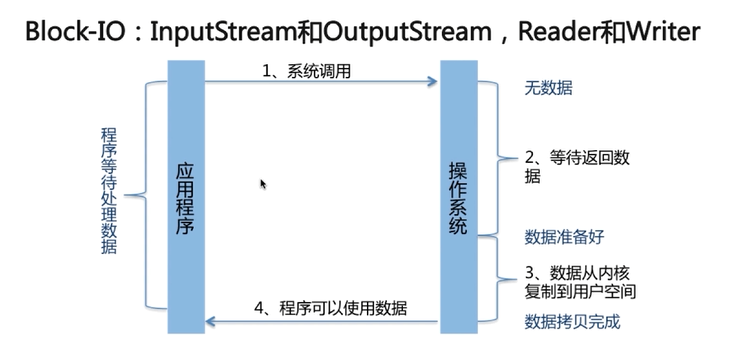 Block-IO：InputStream和OutputStream，Reader和Writer
1、系统调用
无数据
程序等待处理数据
应用程序
操作系统
2、等待返回数
据
数据准备好
3、数据从内核
复制到用户空间
4、程序可以使用数据
数据拷贝完成